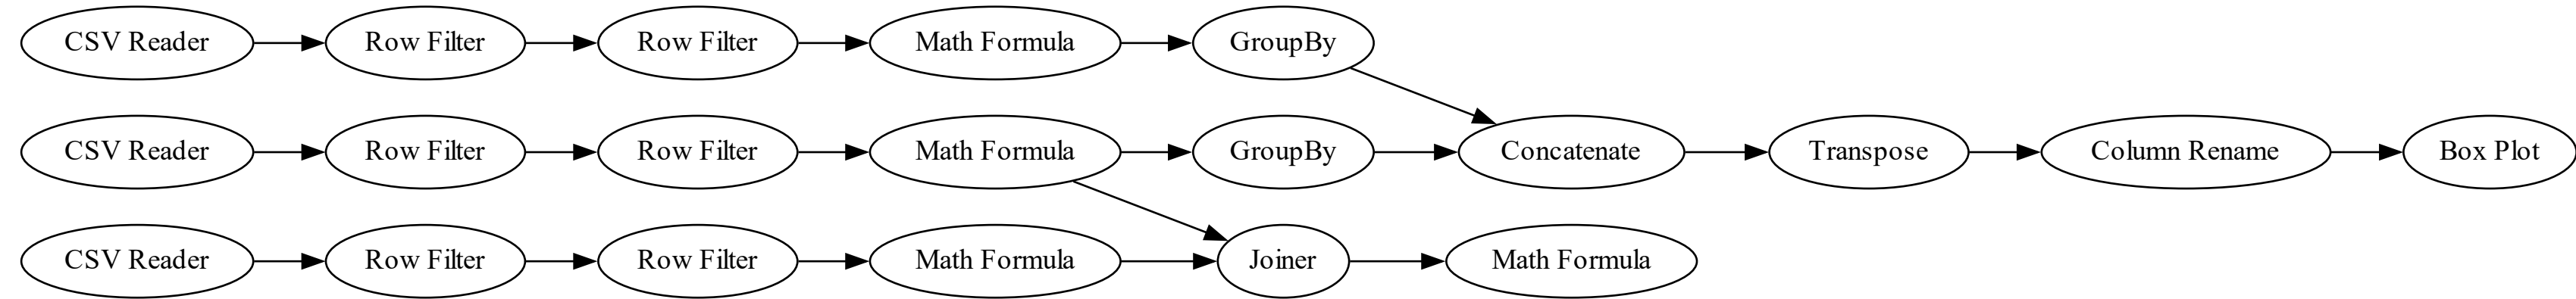 CSV Reader
Row Filter
Row Filter
Math Formula
GroupBy
CSV Reader
Row Filter
Row Filter
Math Formula
GroupBy
Concatenate
Transpose
Column Rename
Box Plot
CSV Reader
Row Filter
Row Filter
Math Formula
Joiner
Math Formula